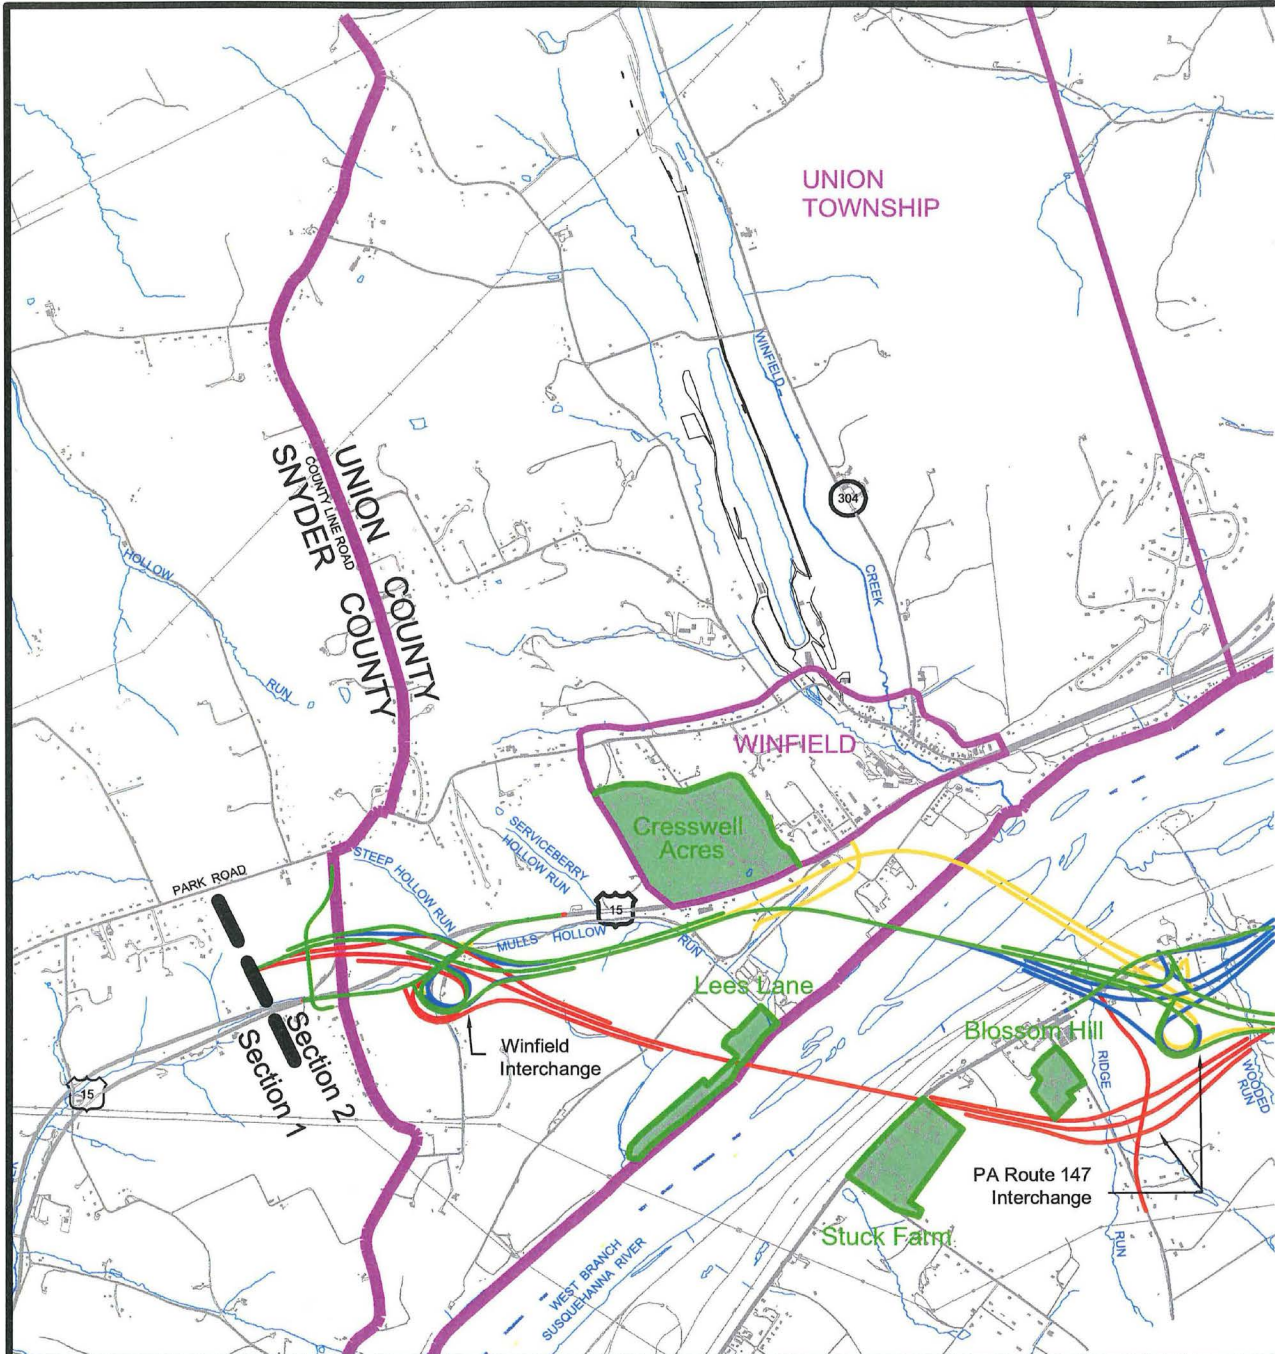 UNION
TOWNSHIP
WINFIELD
CREEK
304
UNION COUNTY
COUNTY LINE ROAD
SNYDER COUNTY
HOLLOW
RUN
WINFIELD
Cresswell
Acres
SERVICEBERRY
HOLLOW RUN
STEEP HOLLOW RUN
PARK ROAD
15
MULLS HOLLOW
RUN
Lees Lane
Section 2
Section 1
Winfield
Interchange
15
Blossom Hill
RIDGE
RUN
WOODED
RUN
PA Route 147
Interchange
Stuck Farm
WEST BRANCH
SUSQUEHANNA RIVER